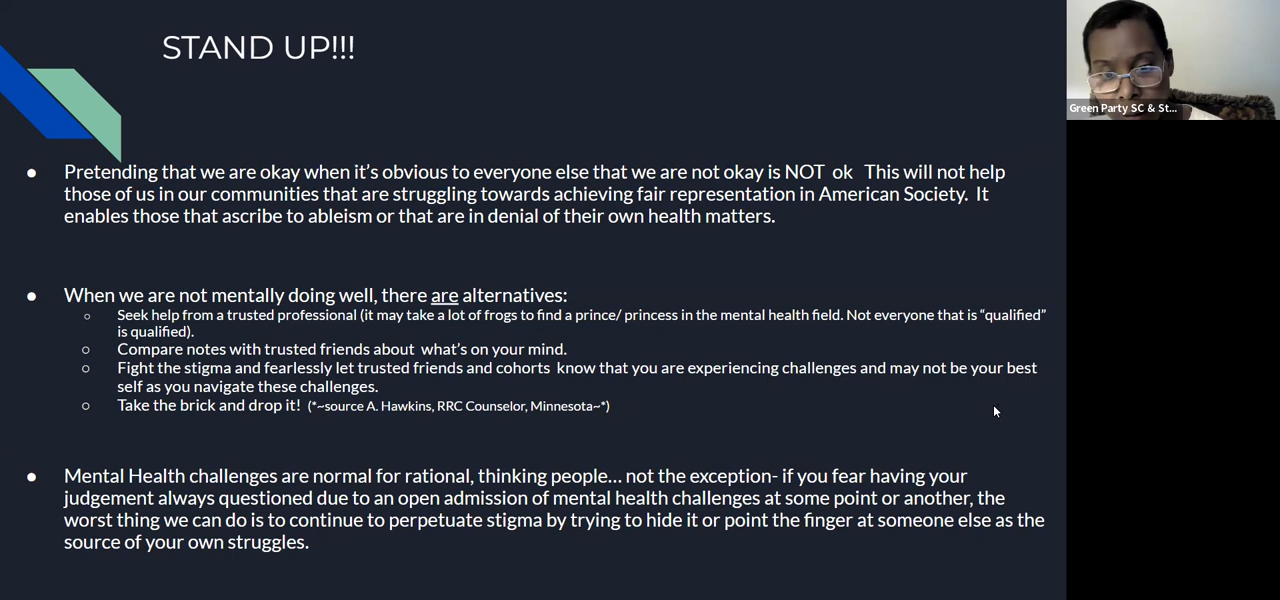 STAND UP!!!
Green Party SC & St...
● Pretending that we are okay when it's obvious to everyone else that we are not okay is NOT ok This will not help
those of us in our communities that are struggling towards achieving fair representation in American Society. It
enables those that ascribe to ableism or that are in denial of their own health matters.
● When we are not mentally doing well, there are alternatives:
○ Seek help from a trusted professional (it may take a lot of frogs to find a prince/ princess in the mental health field. Not everyone that is “qualified”
is qualified).
○ Compare notes with trusted friends about what's on your mind.
○ Fight the stigma and fearlessly let trusted friends and cohorts know that you are experiencing challenges and may not be your best
self as you navigate these challenges.
○ Take the brick and drop it! (*~source A. Hawkins, RRC Counselor, Minnesota~*)
● Mental Health challenges are normal for rational, thinking people... not the exception- if you fear having your
judgement always questioned due to an open admission of mental health challenges at some point or another, the
worst thing we can do is to continue to perpetuate stigma by trying to hide it or point the finger at someone else as the
source of your own struggles.